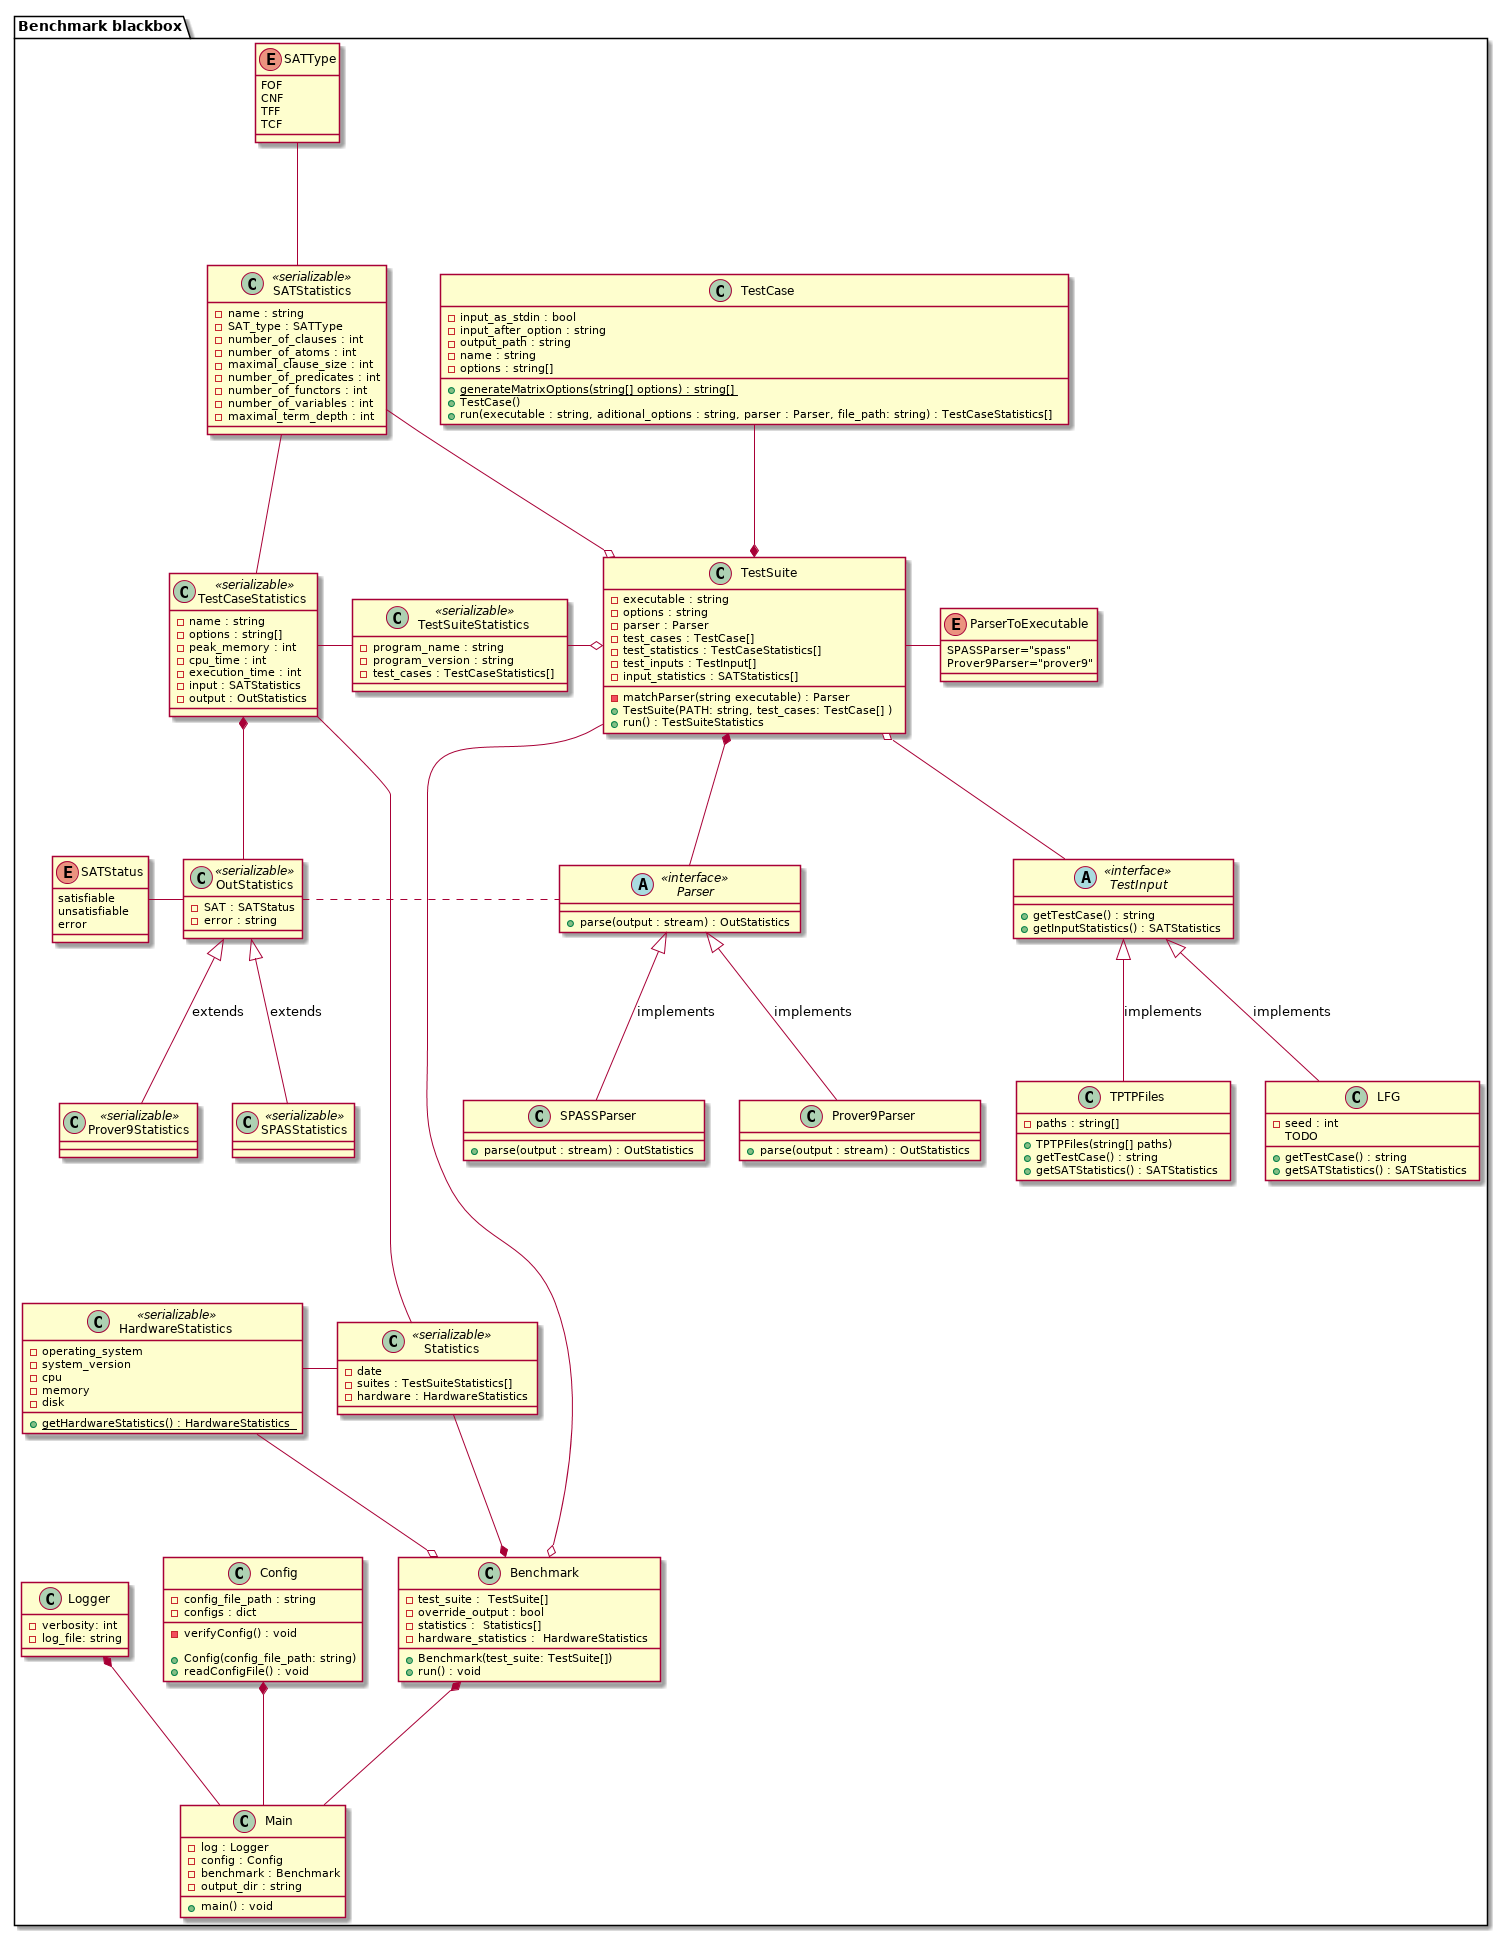 Benchmark blackbox
E SATType
FOF
CNF
TFF
TCF
C «serializable»
SATStatistics
name : string
SAT_type : SATType
number_of_clauses : int
number_of_atoms : int
maximal_clause_size : int
number_of_predicates : int
number_of_functors : int
number_of_variables : int
maximal_term_depth : int
C TestCase
input_as_stdin : bool
input_after_option : string
output_path : string
name : string
options : string[]
generateMatrixOptions(string[] options) : string[]
TestCase()
run(executable : string, aditional_options : string, parser : Parser, file_path: string) : TestCaseStatistics[]
C «serializable»
TestCaseStatistics
name : string
options : string[]
peak_memory : int
cpu_time : int
execution_time : int
input : SATStatistics
output : OutStatistics
C «serializable»
TestSuiteStatistics
program_name : string
program_version : string
test_cases : TestCaseStatistics[]
C TestSuite
executable : string
options : string
parser : Parser
test_cases : TestCase[]
test_statistics : TestCaseStatistics[]
test_inputs : TestInput[]
input_statistics : SATStatistics[]
matchParser(string executable) : Parser
TestSuite(PATH: string, test_cases: TestCase[] )
run() : TestSuiteStatistics
E ParserToExecutable
SPASSParser="spass"
Prover9Parser="prover9"
E SATStatus
satisfiable
unsatisfiable
error
C «serializable»
OutStatistics
SAT : SATStatus
error : string
A «interface»
Parser
parse(output : stream) : OutStatistics
A «interface»
TestInput
getTestCase() : string
getInputStatistics() : SATStatistics
extends
extends
implements
implements
implements
implements
C «serializable»
Prover9Statistics
C «serializable»
SPASStatistics
C SPASSParser
parse(output : stream) : OutStatistics
C Prover9Parser
parse(output : stream) : OutStatistics
C TPTPFiles
paths : string[]
TPTPFiles(string[] paths)
getTestCase() : string
getSATStatistics() : SATStatistics
C LFG
seed : int
TODO
getTestCase() : string
getSATStatistics() : SATStatistics
C «serializable»
HardwareStatistics
operating_system
system_version
cpu
memory
disk
getHardwareStatistics() : HardwareStatistics
C «serializable»
Statistics
date
suites : TestSuiteStatistics[]
hardware : HardwareStatistics
C Logger
verbosity: int
log_file: string
C Config
config_file_path : string
configs : dict
verifyConfig() : void
Config(config_file_path: string)
readConfigFile() : void
C Benchmark
test_suite : TestSuite[]
override_output : bool
statistics : Statistics[]
hardware_statistics : HardwareStatistics
Benchmark(test_suite: TestSuite[])
run() : void
C Main
log : Logger
config : Config
benchmark : Benchmark
output_dir : string
main() : void